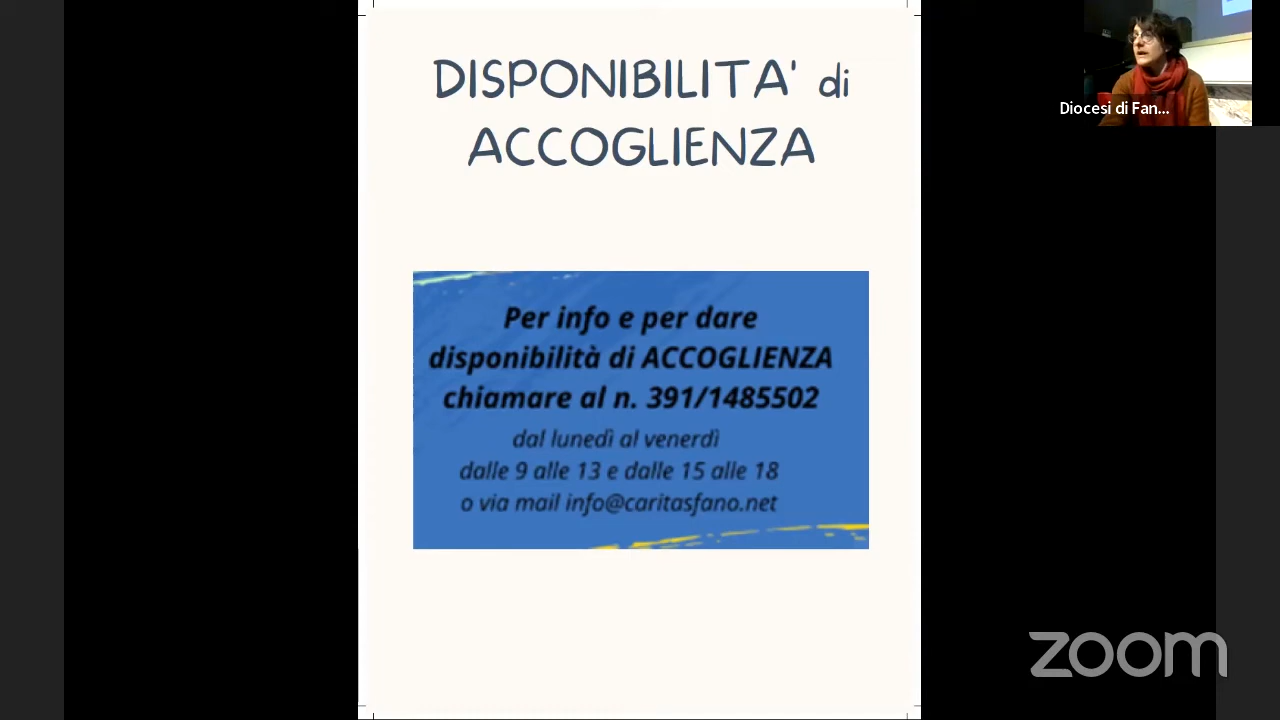 DISPONIBILITA' di
ACCOGLIENZA
Diocesi di Fan...
Per info e per dare
disponibilità di ACCOGLIENZA
chiamare al n. 391/1485502
dal lunedì al venerdì
dalle 9 alle 13 e dalle 15 alle 18
o via mail info@caritasfano.net
zoom